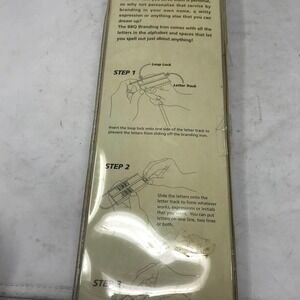 so why not personalise that service by
branding in your own name, a witty
expression or anything else that you can
dream up?
The BBQ Branding Iron comes with all the
letters in the alphabet and spaces that let
you spell out just about anything!
Loop Lock
STEP 1
Letter Track
Insert the loop lock onto one side of the letter track to
prevent the letters from sliding off the branding iron.
STEP 2
Slide the letters onto the
letter track to form whatever
works, expressions or initials
that you want. You can put
letters on one line, two lines
or both.
STEP 3